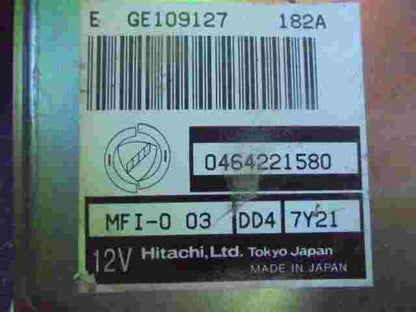 E GE109127 182A
0464221580
MFI-0 03 DD4 7Y21
12V Hitachi,Ltd. Tokyo Japan
MADE IN JAPAN